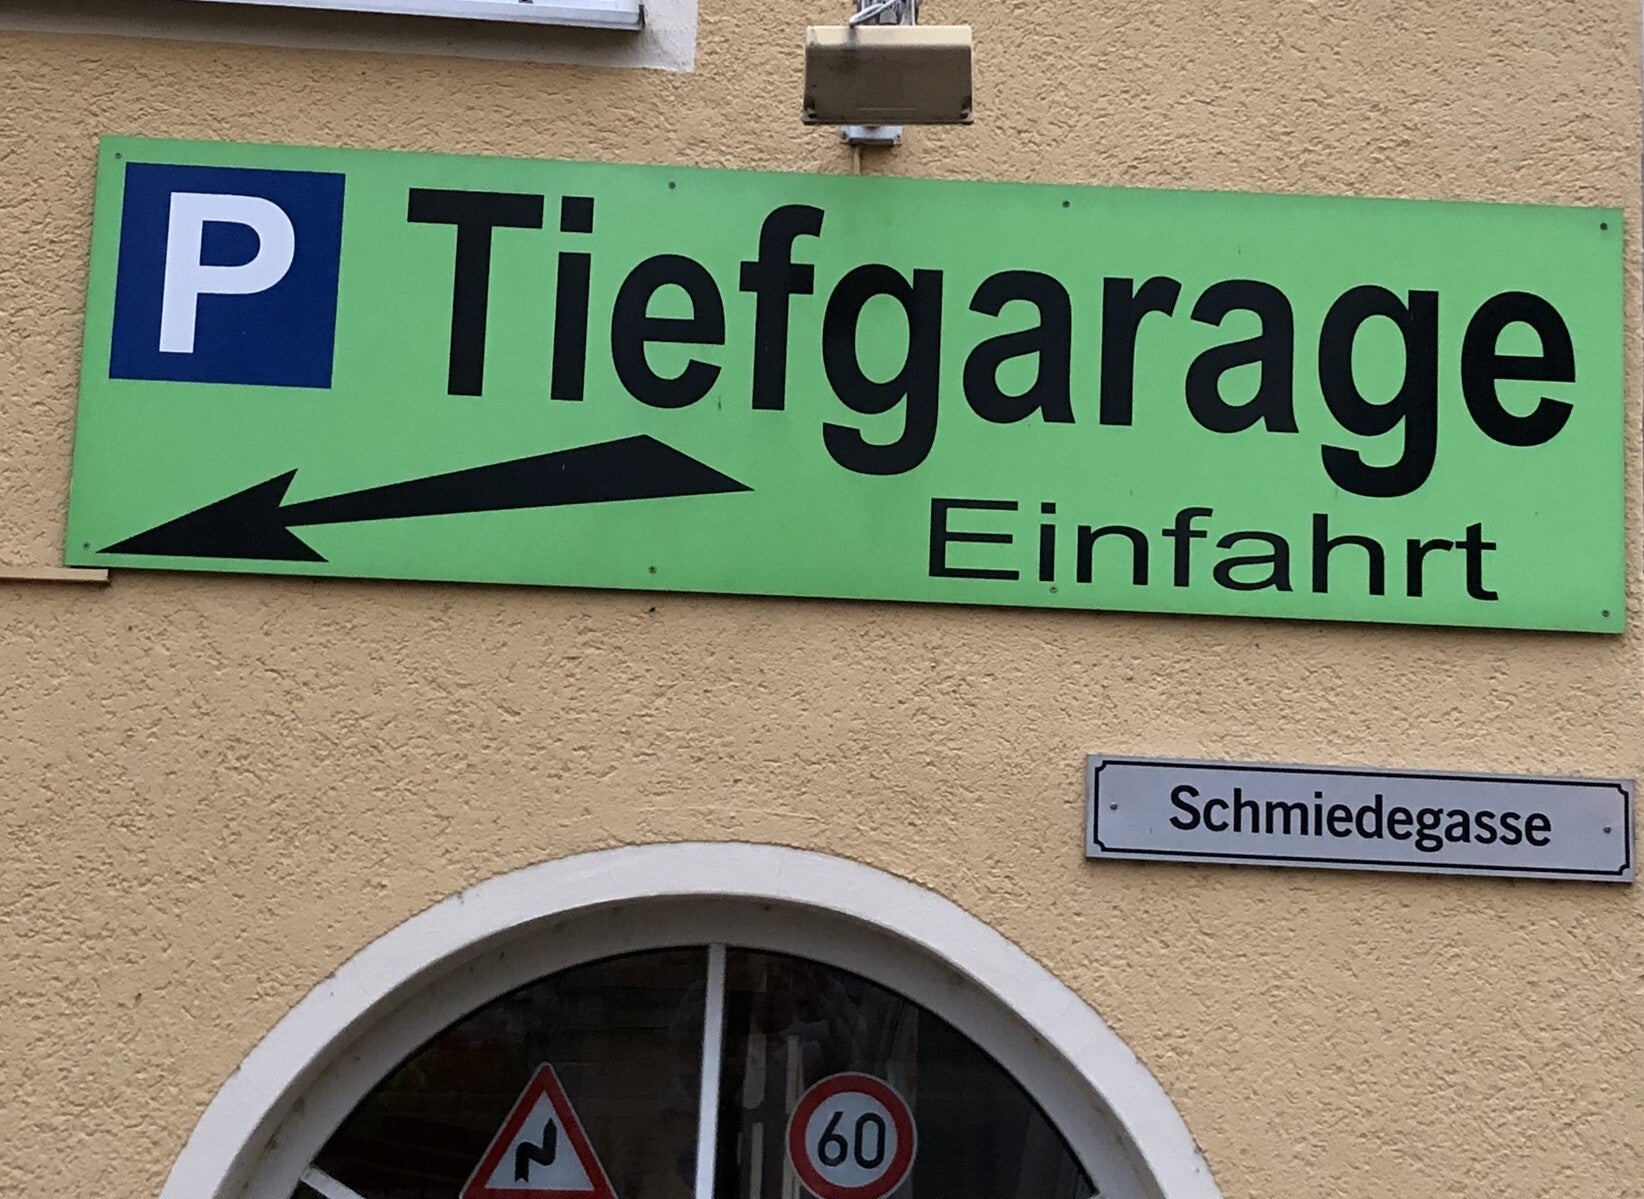 P Tiefgarage
Einfahrt
Schmiedegasse
60